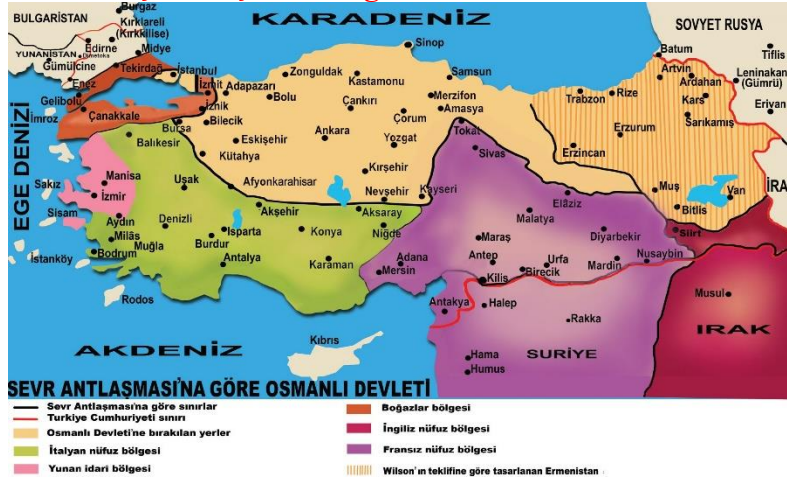 BULGARİSTAN
Burgaz
Kırklareli
(Kırkkilise)
KARADENİZ
SOVYET RUSYA
Edirne
Midye
YUNANİSTAN
Dimetoka
Gümülcine
Tekirdağ
İstanbul
Enez
Gelibolu
İmroz
Çanakkale
İzmit
Adapazarı
İznik
Bilecik
Bursa
Zonguldak
Bolu
Kastamonu
Sinop
Samsun
Çankırı
Merzifon
Amasya
Çorum
Tokat
Batum
Tiflis
Artvin
Ardahan
Leninakan
(Gümrü)
Kars
Erivan
Sarıkamış
Trabzon
Rize
Erzurum
Erzincan
EGE DENİZİ
Balıkesir
Eskişehir
Ankara
Yozgat
Kütahya
Kırşehir
Sivas
Manisa
Sakız
İzmir
Uşak
Afyonkarahisar
Nevşehir
Kayseri
Elâziz
Muş
Van
İRA
Bitlis
Sisam
Aydın
Denizli
Akşehir
Aksaray
Malatya
Siirt
Milâs
Muğla
Isparta
Burdur
Konya
Niğde
Maraş
Diyarbekir
Bodrum
İstanköy
Antalya
Karaman
Adana
Mersin
Antep
Urfa
Mardin
Nusaybin
Kilis
Birecik
Rodos
Antakya
Halep
Musul
Rakka
IRAK
AKDENİZ
Kıbrıs
Hama
Humus
SURİYE
SEVR ANTLAŞMASI'NA GÖRE OSMANLI DEVLETİ
Sevr Antlaşması'na göre sınırlar
Turkiye Cumhuriyeti sınırı
Osmanlı Devleti'ne bırakılan yerler
İtalyan nüfuz bölgesi
Yunan idari bölgesi
Boğazlar bölgesi
İngiliz nüfuz bölgesi
Fransız nüfuz bölgesi
Wilson'ın teklifine göre tasarlanan Ermenistan